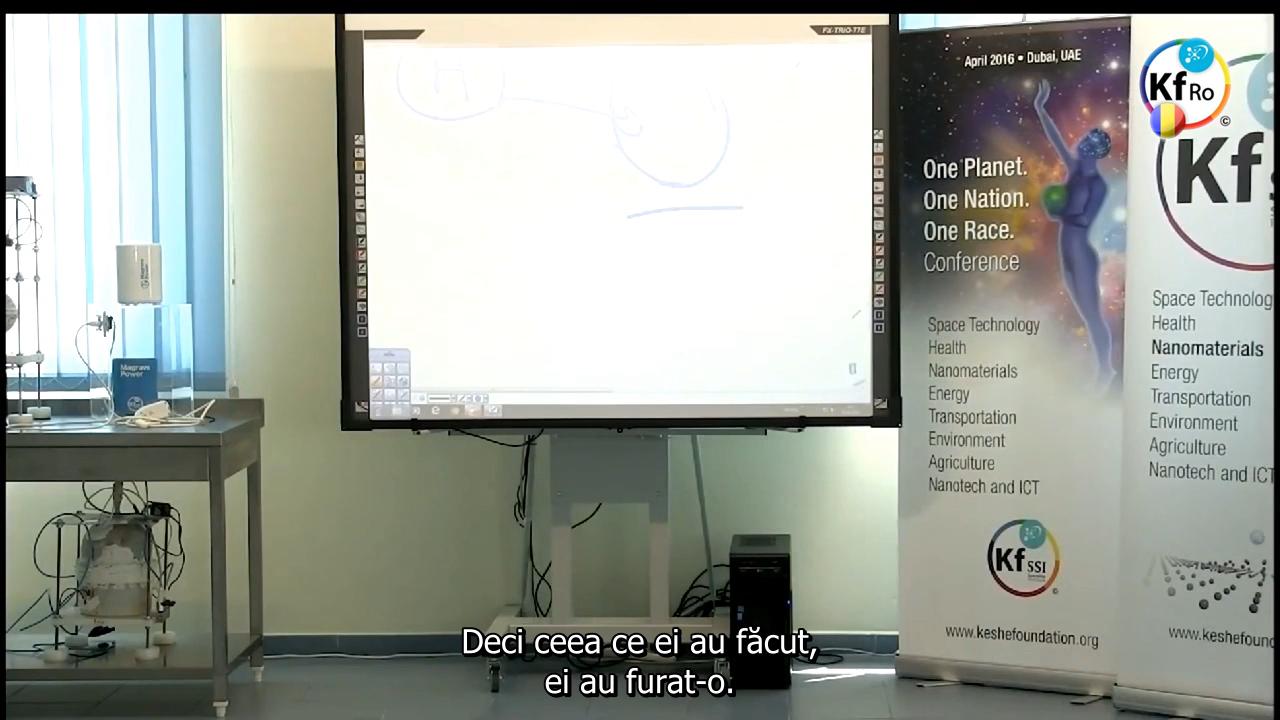 FX-TRIO-77E
H
April 2016 • Dubai, UAE
One Planet.
One Nation.
One Race.
Conference
Space Technology
Health
Nanomaterials
Energy
Transportation
Environment
Agriculture
Nanotech and ICT
Kf SSI
www.keshefoundation.org
Kf Ro
©
Kf
Space Technolog
Health
Nanomaterials
Energy
Transportation
Environment
Agriculture
Nanotech and ICT
www.keshefound
Magravs
Power
Deci ceea ce ei au făcut,
ei au furat-o.